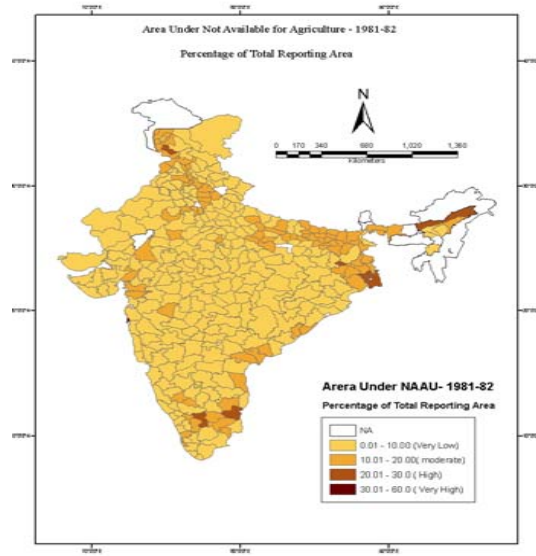 Area Under Not Available for Agriculture - 1981-82
Percentage of Total Reporting Area
N
0 170 340 680 1,020 1,360
Kilometers
Arera Under NAAU- 1981-82
Percentage of Total Reporting Area
NA
0.01 - 10.00 (Very Low)
10.01 - 20.00( moderate)
20.01 - 30.0 ( High)
30.01 - 60.0 ( Very High)